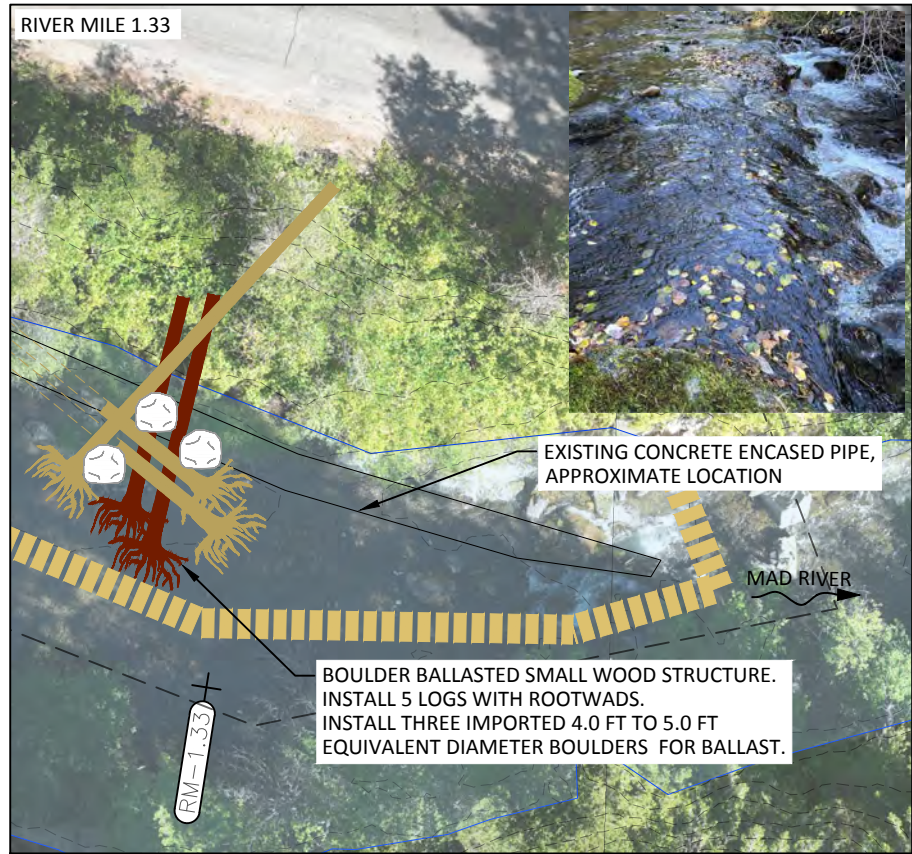 RIVER MILE 1.33
EXISTING CONCRETE ENCASED PIPE,
APPROXIMATE LOCATION
MAD RIVER
BOULDER BALLASTED SMALL WOOD STRUCTURE.
INSTALL 5 LOGS WITH ROOTWADS.
INSTALL THREE IMPORTED 4.0 FT TO 5.0 FT
EQUIVALENT DIAMETER BOULDERS FOR BALLAST.
RM-1.33